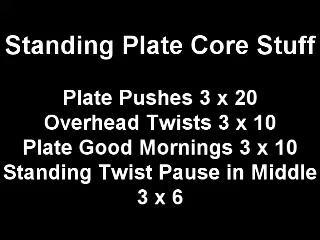 Standing Plate Core Stuff
Plate Pushes 3 x 20
Overhead Twists 3 x 10
Plate Good Mornings 3 x 10
Standing Twist Pause in Middle
3 x 6